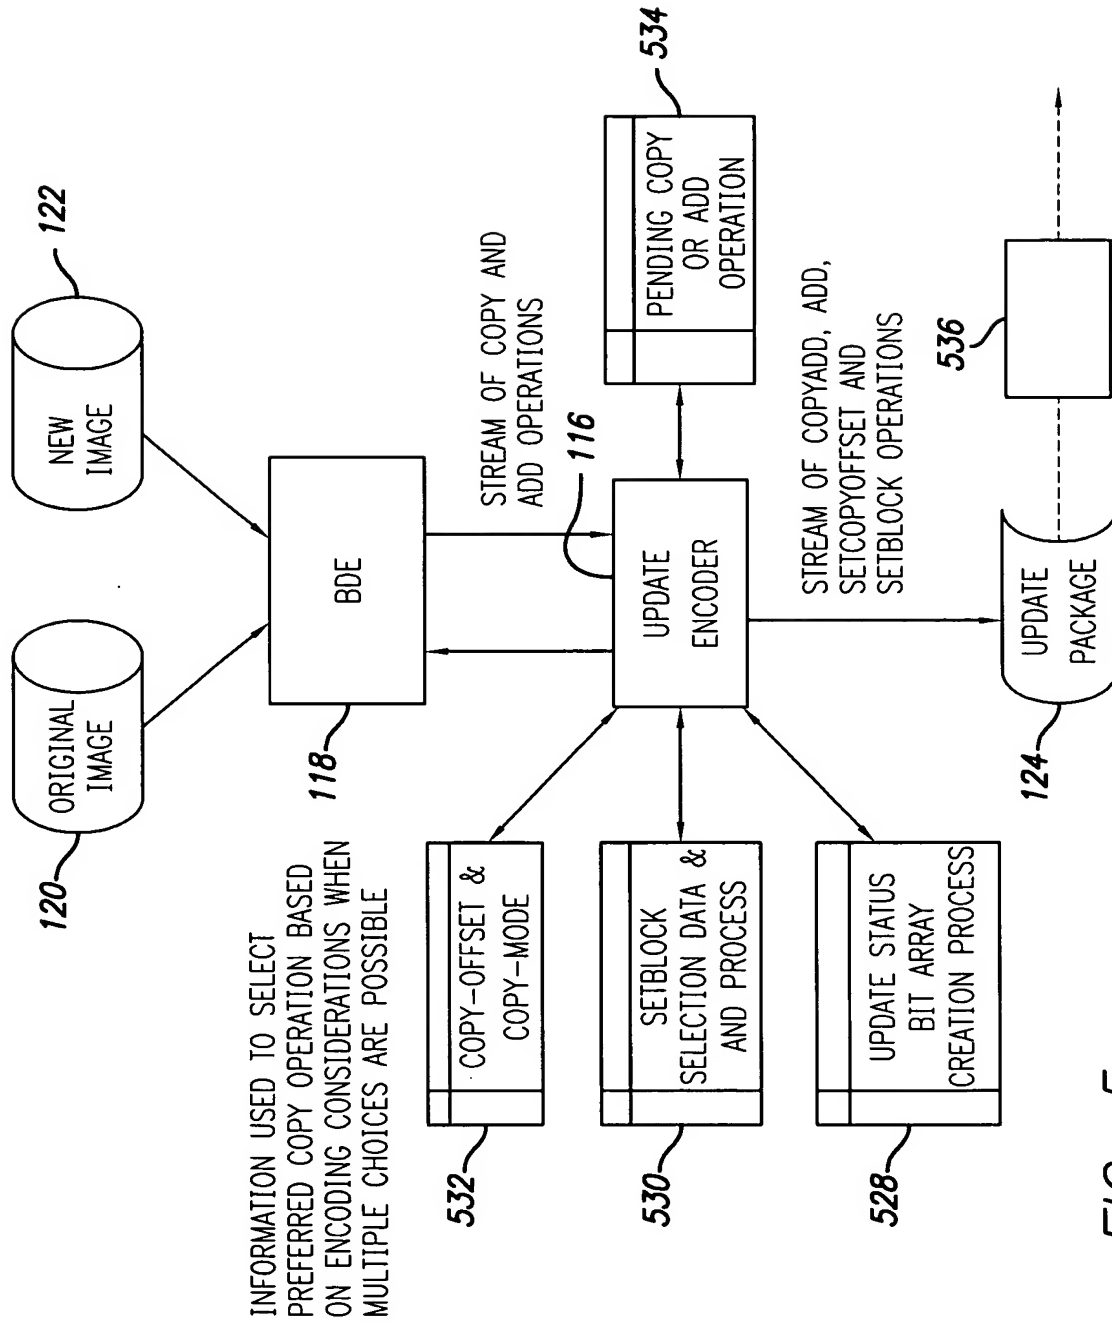 120
ORIGINAL
IMAGE
122
NEW
IMAGE
INFORMATION USED TO SELECT
PREFERRED COPY OPERATION BASED
ON ENCODING CONSIDERATIONS WHEN
MULTIPLE CHOICES ARE POSSIBLE
118
BDE
STREAM OF COPY AND
ADD OPERATIONS
116
532
COPY-OFFSET &
COPY-MODE
530
SETBLOCK
SELECTION DATA &
AND PROCESS
528
UPDATE STATUS
BIT ARRAY
CREATION PROCESS
UPDATE
ENCODER
534
PENDING COPY
OR ADD
OPERATION
STREAM OF COPYADD, ADD,
SETCOPYOFFSET AND
SETBLOCK OPERATIONS
124
UPDATE
PACKAGE
536